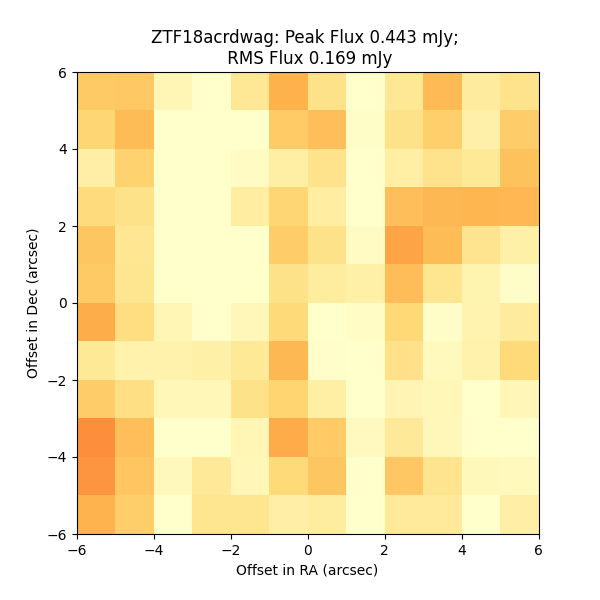 ZTF18acrdwag: Peak Flux 0.443 mJy;
RMS Flux 0.169 mJy
6
4
2
0
−2
−4
−6
Offset in Dec (arcsec)
−6 −4 −2 0 2 4 6
Offset in RA (arcsec)